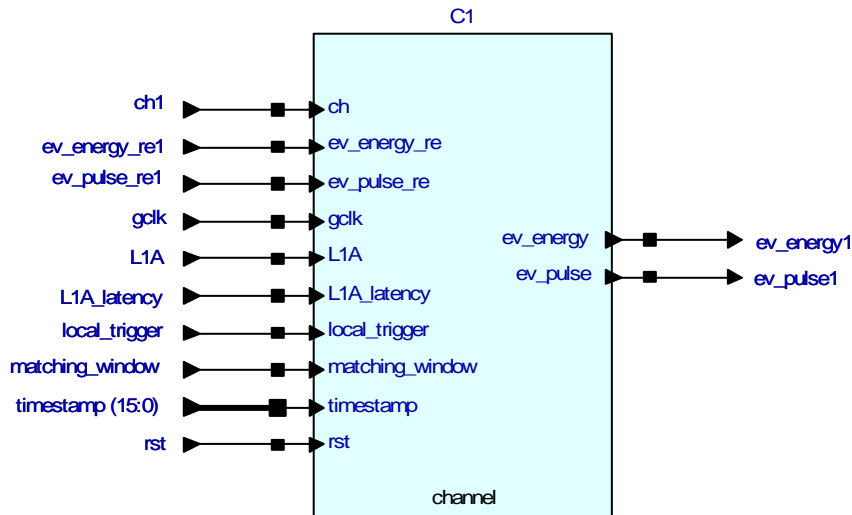 C1
ch1
ch
ev_energy_re1
ev_energy_re
ev_pulse_re1
ev_pulse_re
gclk
gclk
ev_energy
ev_energy1
L1A
L1A
ev_pulse
ev_pulse1
L1A_latency
L1A_latency
local_trigger
local_trigger
matching_window
matching_window
timestamp (15:0)
timestamp
rst
rst
channel